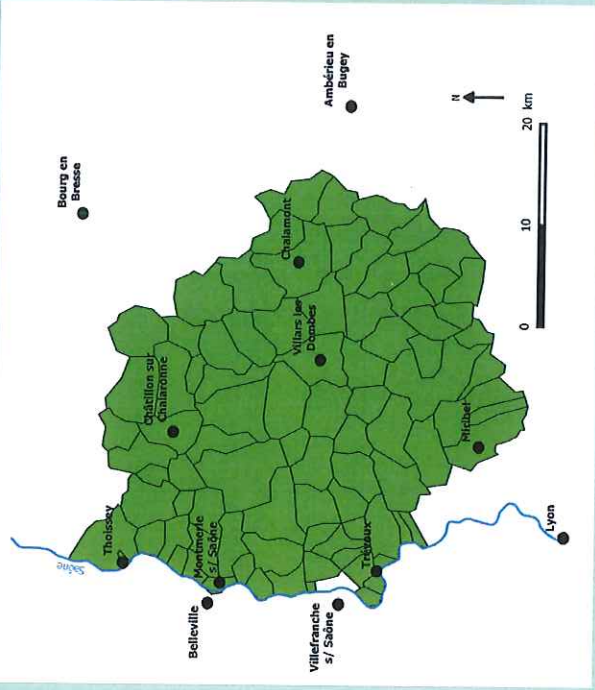 Bourg en
Bresse
Ambérieu en
Bugey
N
Saône
Thoissey
Châtillon sur
Chalaronne
Chalamont
Belleville
Montmerle
s/ Saône
Villars les
Dombes
Villefranche
s/ Saône
Trévoux
Miribel
Lyon
0
10
20 km